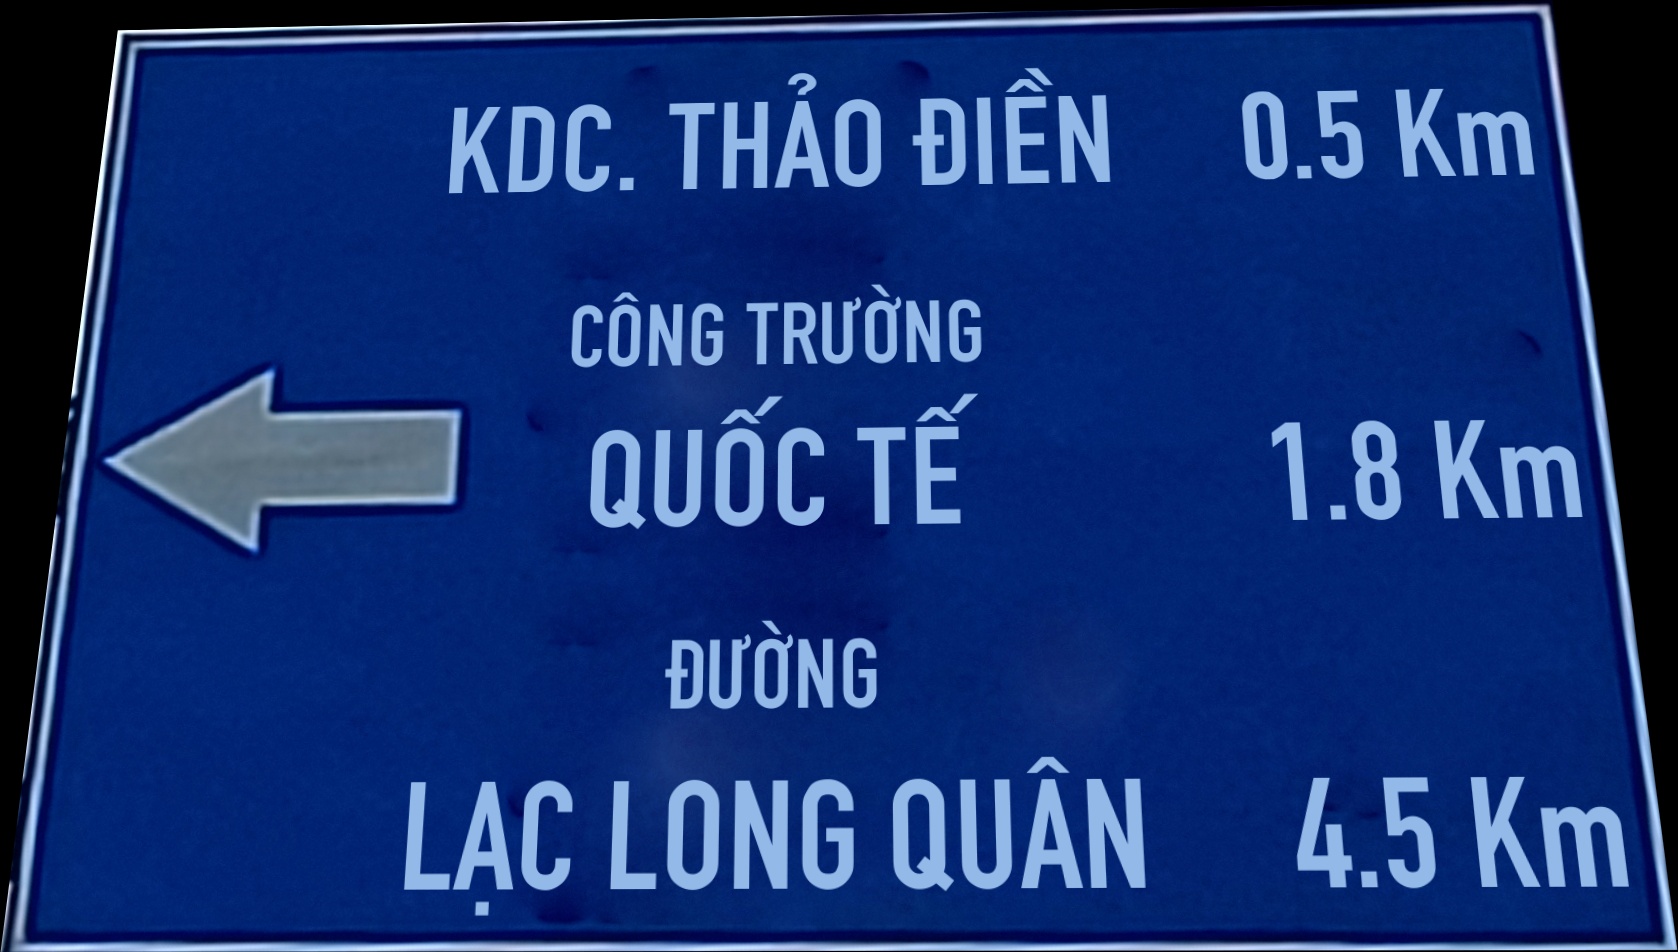 KDC. THẢO ĐIỀN 0.5 Km
CÔNG TRƯỜNG
QUỐC TẾ 1.8 Km
ĐƯỜNG
LẠC LONG QUÂN 4.5 Km